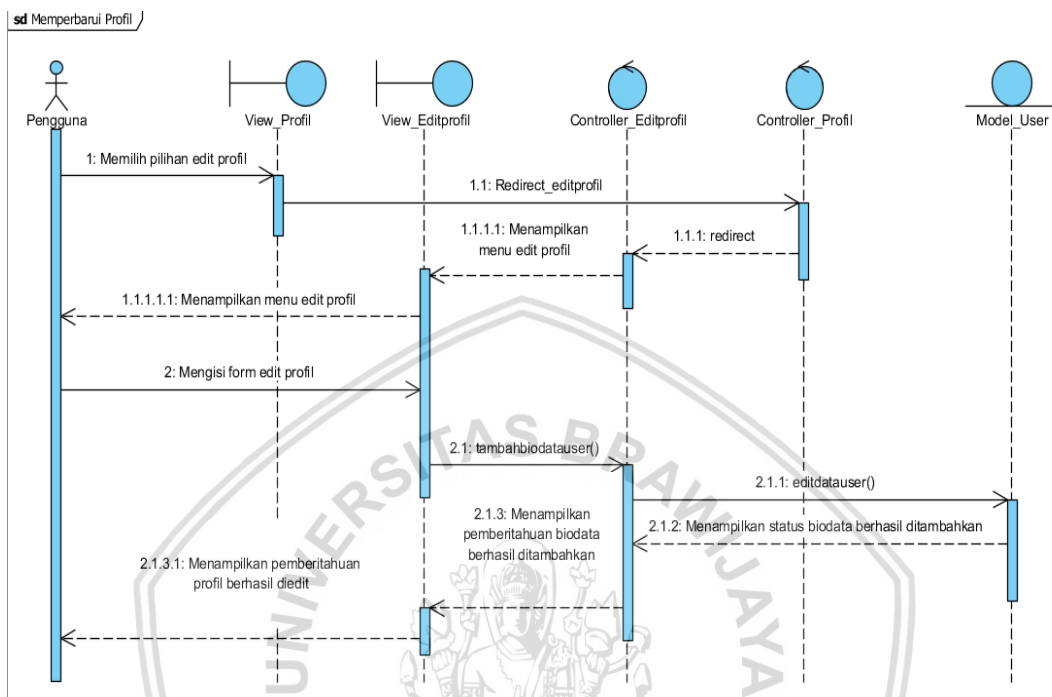 sd Memperbarui Profil
Pengguna
View_Profil
View_Editprofil
Controller_Editprofil
Controller_Profil
Model_User
1: Memilih pilihan edit profil
1.1: Redirect_editprofil
1.1.1: redirect
1.1.1.1: Menampilkan
menu edit profil
1.1.1.1.1: Menampilkan menu edit profil
2: Mengisi form edit profil
2.1: tambahbiodatauser()
2.1.1: editdatauser()
2.1.2: Menampilkan status biodata berhasil ditambahkan
2.1.3: Menampilkan
pemberitahuan biodata
berhasil ditambahkan
2.1.3.1: Menampilkan pemberitahuan
profil berhasil diedit
UNIVERSITAS BRAWIJAYA